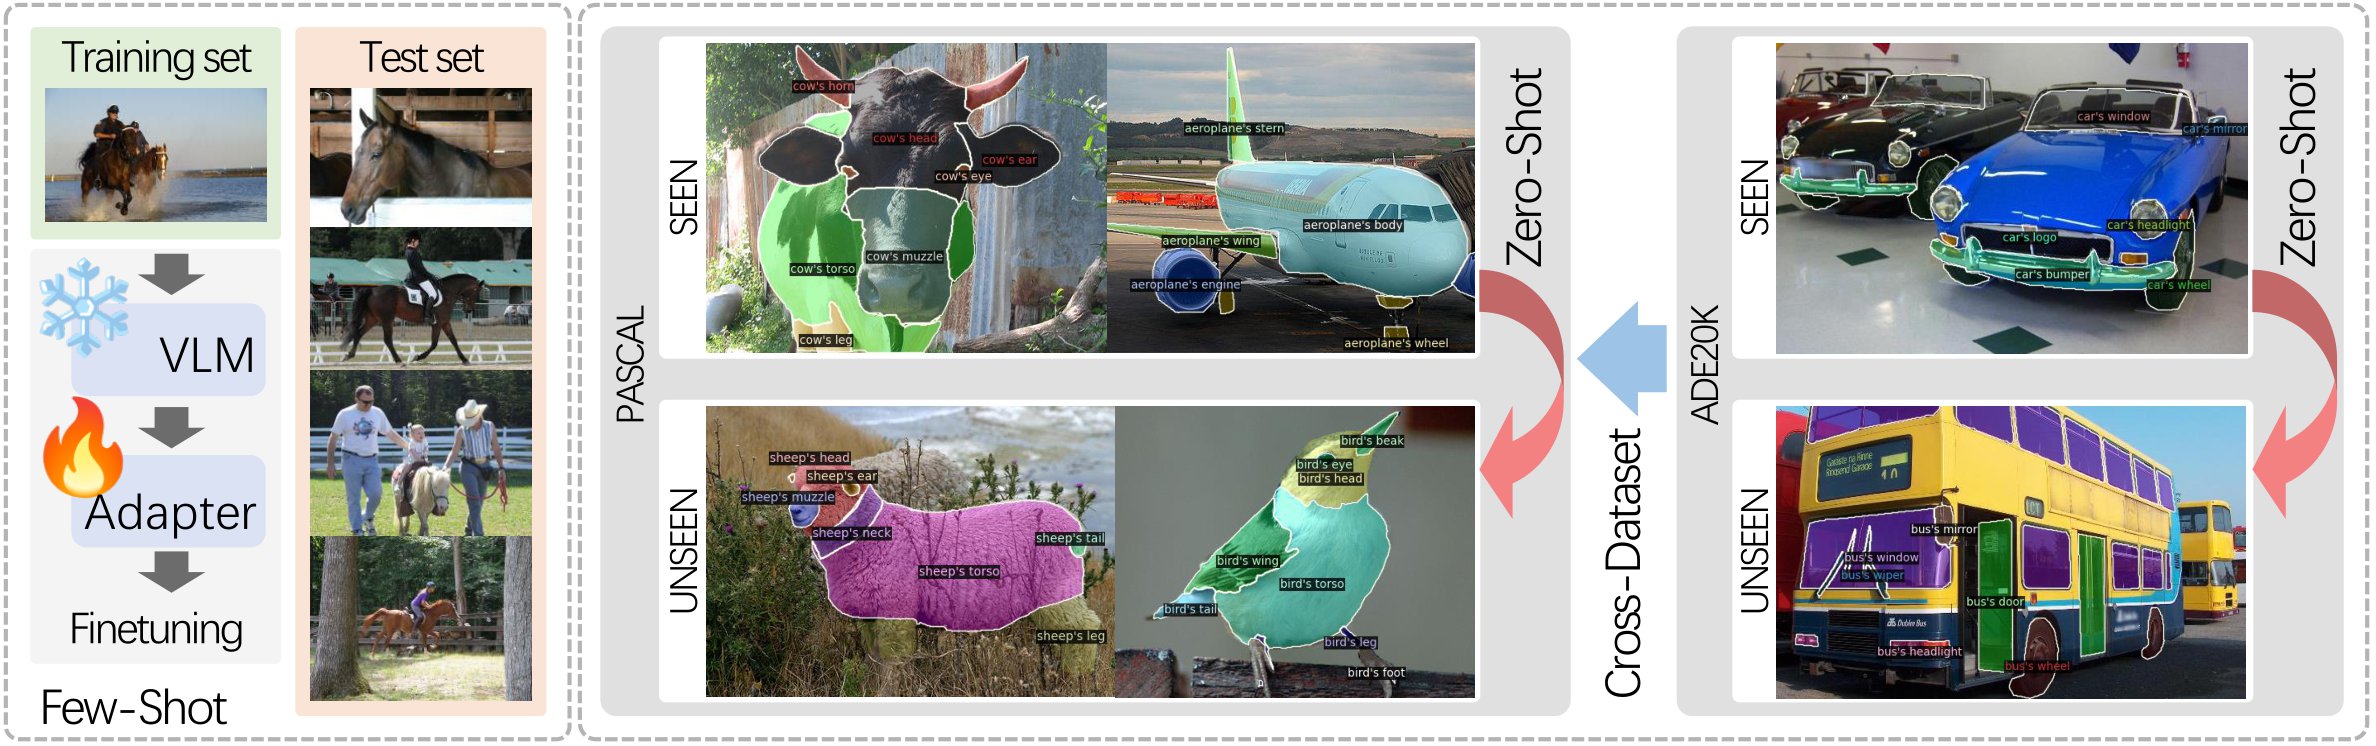 Training set
Test set
VLM
Adapter
Finetuning
Few-Shot
PASCAL
SEEN
cow's horn
cow's head
cow's ear
cow's eye
cow's muzzle
cow's torso
cow's leg
aeroplane's stern
aeroplane's body
aeroplane's wing
aeroplane's engine
aeroplane's wheel
Zero-Shot
UNSEEN
sheep's head
sheep's ear
sheep's muzzle
sheep's neck
sheep's tail
sheep's torso
sheep's leg
bird's beak
bird's eye
bird's head
bird's wing
bird's torso
bird's tail
bird's leg
bird's foot
Cross-Dataset
ADE20K
SEEN
car's window
car's mirror
car's headlight
car's logo
car's bumper
car's wheel
Zero-Shot
UNSEEN
Ringsend Garage
10
bus's mirror
bus's window
bus's wiper
bus's door
Dublin Bus
bus's headlight
bus's wheel